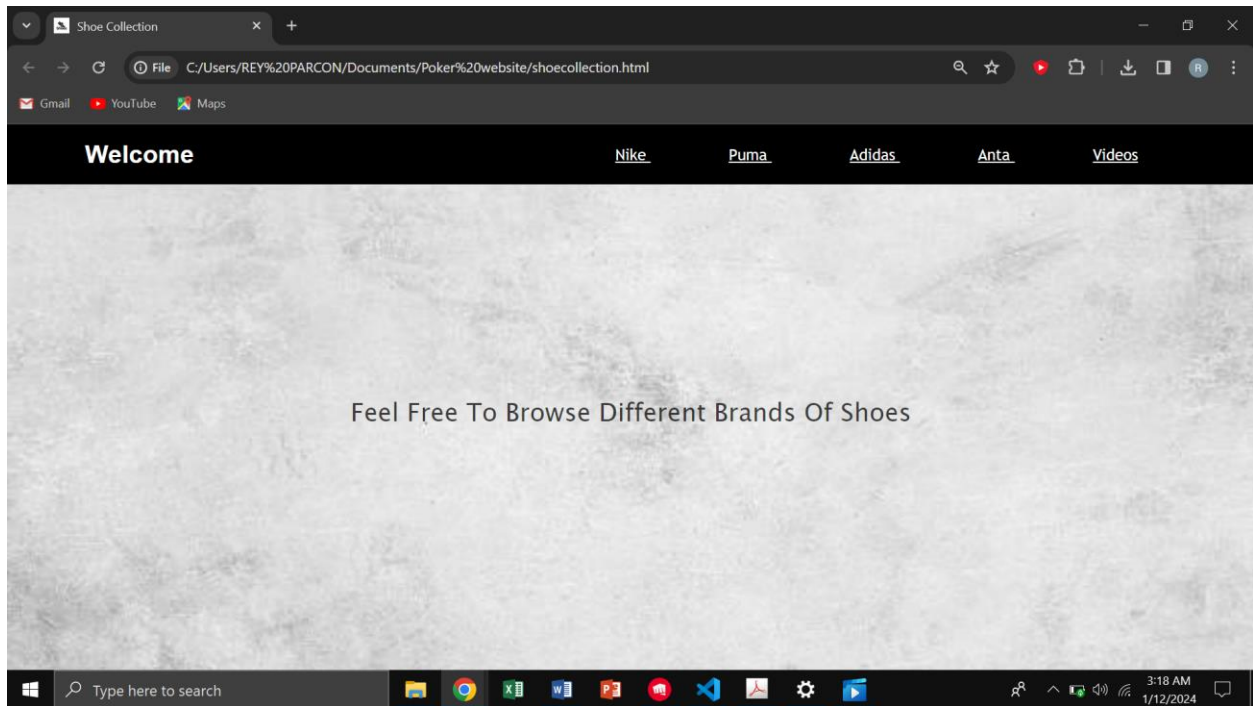 Shoe Collection
File C:/Users/REY%20PARCON/Documents/Poker%20website/shoecollection.html
R
Gmail YouTube Maps
Welcome Nike Puma Adidas Anta Videos
Feel Free To Browse Different Brands Of Shoes
Type here to search
3:18 AM
1/12/2024